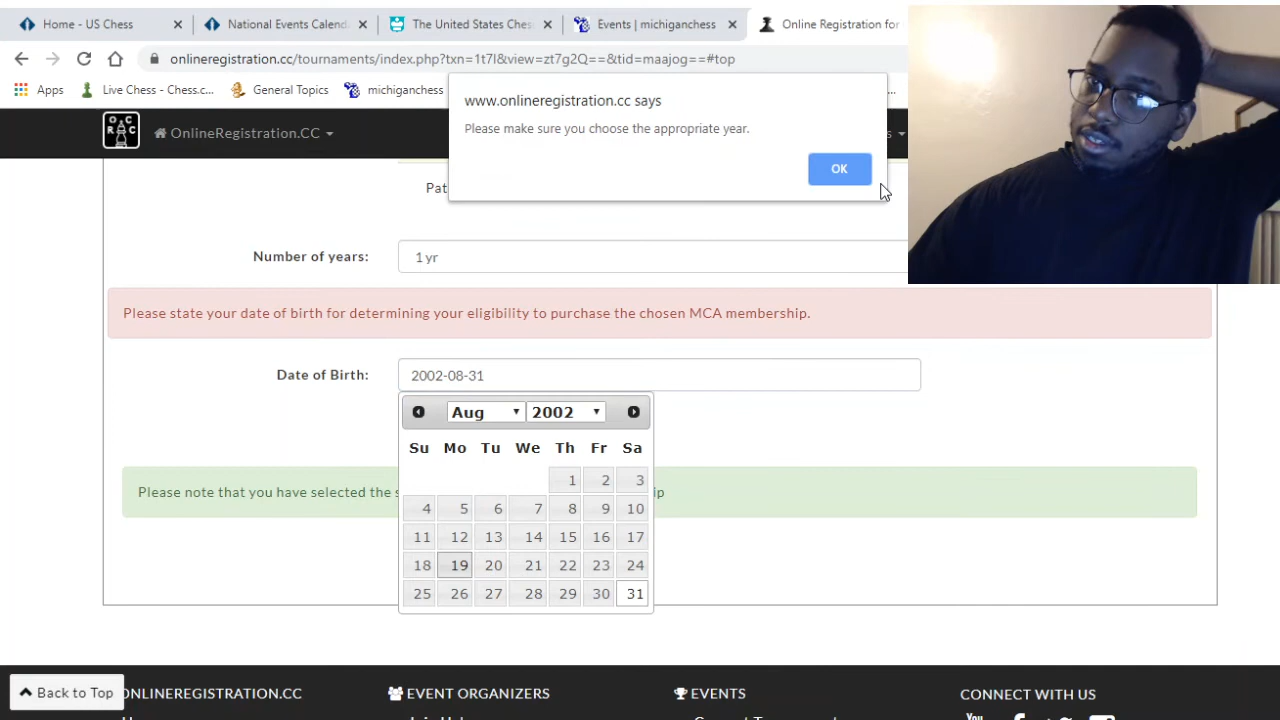 Home - US Chess
National Events Calend
The United States Ches
Events | michiganchess
Online Registration for
onlineregistration.cc/tournaments/index.php?txn=1t7l&view=zt7g2Q==&tid=maajog==#top
Apps
Live Chess - Chess.c...
General Topics
michiganchess
www.onlineregistration.cc says
Please make sure you choose the appropriate year.
OK
OCRC
OnlineRegistration.CC
s
Pat
Number of years:
1 yr
Please state your date of birth for determining your eligibility to purchase the chosen MCA membership.
Date of Birth:
2002-08-31
Aug
2002
Su Mo Tu We Th Fr Sa
1 2 3
4 5 6 7 8 9 10
11 12 13 14 15 16 17
18 19 20 21 22 23 24
25 26 27 28 29 30 31
Please note that you have selected the s
ip
Back to Top
ONLINEREGISTRATION.CC
EVENT ORGANIZERS
EVENTS
CONNECT WITH US
You